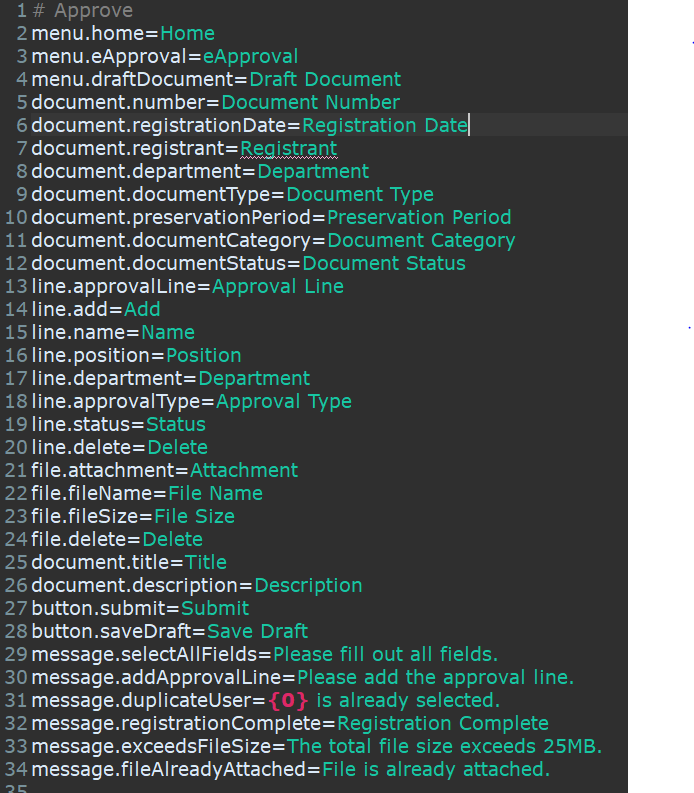 1 # Approve
2 menu.home=Home
3 menu.eApproval=eApproval
4 menu.draftDocument=Draft Document
5 document.number=Document Number
6 document.registrationDate=Registration Date
7 document.registrant=Registrant
8 document.department=Department
9 document.documentType=Document Type
10 document.preservationPeriod=Preservation Period
11 document.documentCategory=Document Category
12 document.documentStatus=Document Status
13 line.approvalLine=Approval Line
14 line.add=Add
15 line.name=Name
16 line.position=Position
17 line.department=Department
18 line.approvalType=Approval Type
19 line.status=Status
20 line.delete=Delete
21 file.attachment=Attachment
22 file.fileName=File Name
23 file.fileSize=File Size
24 file.delete=Delete
25 document.title=Title
26 document.description=Description
27 button.submit=Submit
28 button.saveDraft=Save Draft
29 message.selectAllFields=Please fill out all fields.
30 message.addApprovalLine=Please add the approval line.
31 message.duplicateUser={0} is already selected.
32 message.registrationComplete=Registration Complete
33 message.exceedsFileSize=The total file size exceeds 25MB.
34 message.fileAlreadyAttached=File is already attached.
35